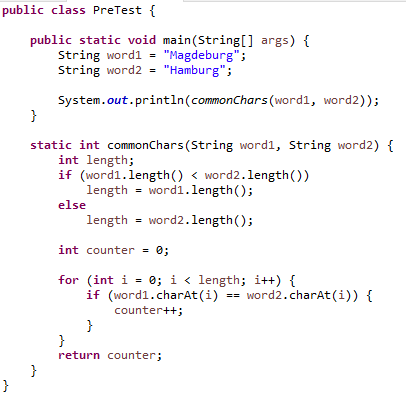 public class PreTest {
public static void main(String[] args) {
String word1 = "Magdeburg";
String word2 = "Hamburg";
System.out.println(commonChars(word1, word2));
}
static int commonChars(String word1, String word2) {
int length;
if (word1.length() < word2.length())
length = word1.length();
else
length = word2.length();
int counter = 0;
for (int i = 0; i < length; i++) {
if (word1.charAt(i) == word2.charAt(i)) {
counter++;
}
}
return counter;
}
}